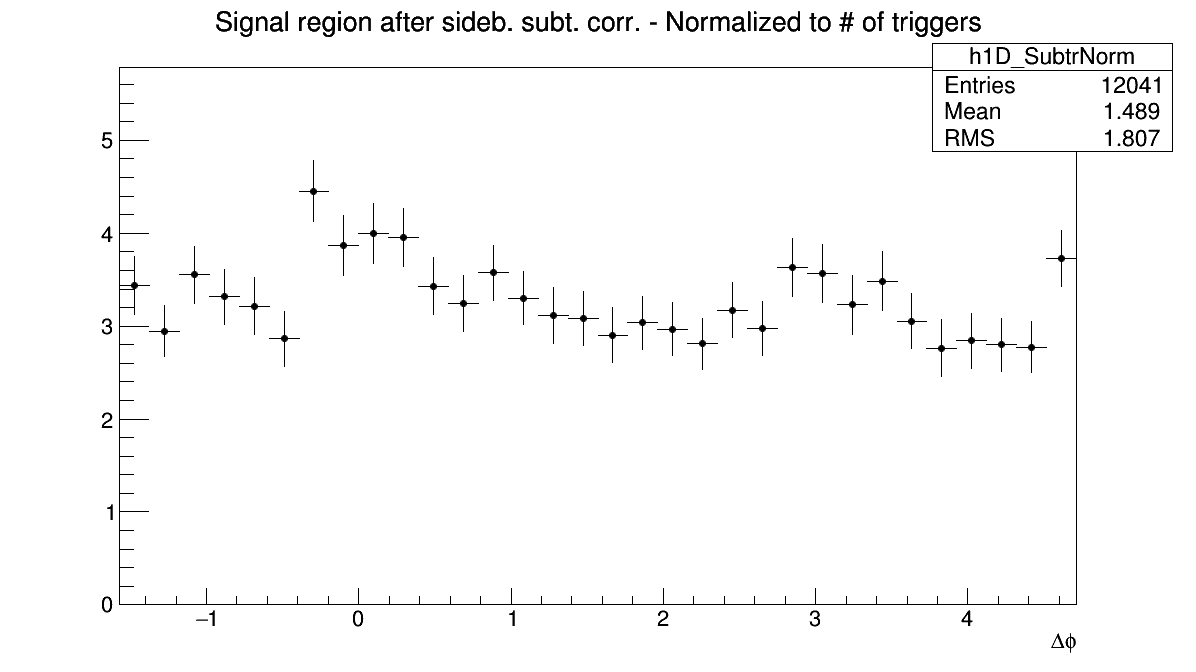 Signal region after sideb. subt. corr. - Normalized to # of triggers
h1D_SubtrNorm
Entries 12041
Mean 1.489
RMS 1.807
5
4
3
2
1
0
−1 0 1 2 3 4
Δϕ